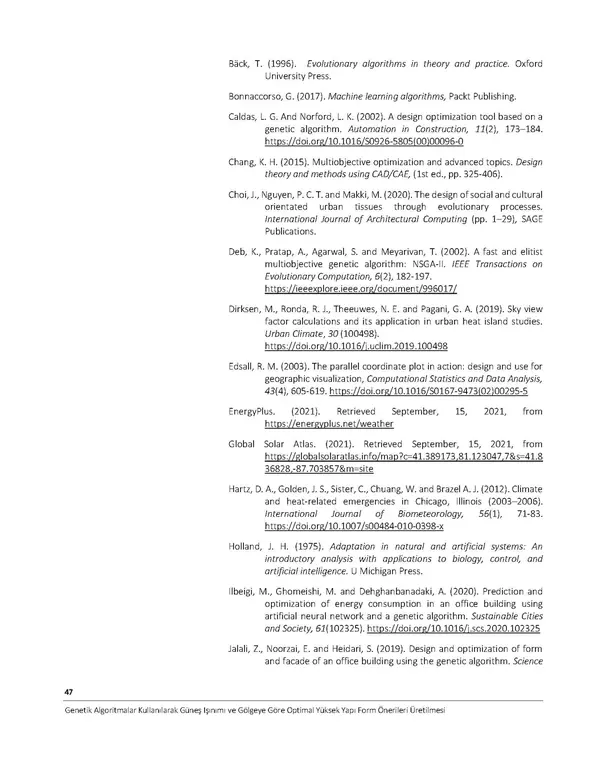 Bäck, T. (1996). Evolutionary algorithms in theory and practice. Oxford
University Press.
Bonnaccorso, G. (2017). Machine learning algorithms, Packt Publishing.
Caldas, L. G. And Norford, L. K. (2002). A design optimization tool based on a
genetic algorithm. Automation in Construction, 11(2), 173–184.
https://doi.org/10.1016/S0926-5805(00)00096-0
Chang, K. H. (2015). Multiobjective optimization and advanced topics. Design
theory and methods using CAD/CAE, (1st ed., pp. 325-406).
Choi, J., Nguyen, P. C. T. and Makki, M. (2020). The design of social and cultural
orientated urban tissues through evolutionary processes.
International Journal of Architectural Computing (pp. 1–29), SAGE
Publications.
Deb, K., Pratap, A., Agarwal, S. and Meyarivan, T. (2002). A fast and elitist
multiobjective genetic algorithm: NSGA-II. IEEE Transactions on
Evolutionary Computation, 6(2), 182-197.
https://ieeexplore.ieee.org/document/996017/
Dirksen, M., Ronda, R. J., Theeuwes, N. E. and Pagani, G. A. (2019). Sky view
factor calculations and its application in urban heat island studies.
Urban Climate, 30 (100498).
https://doi.org/10.1016/j.uclim.2019.100498
Edsall, R. M. (2003). The parallel coordinate plot in action: design and use for
geographic visualization, Computational Statistics and Data Analysis,
43(4), 605-619. https://doi.org/10.1016/S0167-9473(02)00295-5
EnergyPlus. (2021). Retrieved September, 15, 2021, from
https://energyplus.net/weather
Global Solar Atlas. (2021). Retrieved September, 15, 2021, from
https://globalsolaratlas.info/map?c=41.389173,81.123047,7&s=41.8
36828,-87.703857&m=site
Hartz, D. A., Golden, J. S., Sister, C., Chuang, W. and Brazel A. J. (2012). Climate
and heat-related emergencies in Chicago, Illinois (2003–2006).
International Journal of Biometeorology, 56(1), 71-83.
https://doi.org/10.1007/s00484-010-0398-x
Holland, J. H. (1975). Adaptation in natural and artificial systems: An
introductory analysis with applications to biology, control, and
artificial intelligence. U Michigan Press.
Ilbeigi, M., Ghomeishi, M. and Dehghanbanadaki, A. (2020). Prediction and
optimization of energy consumption in an office building using
artificial neural network and a genetic algorithm. Sustainable Cities
and Society, 61(102325). https://doi.org/10.1016/j.scs.2020.102325
Jalali, Z., Noorzai, E. and Heidari, S. (2019). Design and optimization of form
and facade of an office building using the genetic algorithm. Science
47
Genetik Algoritmalar Kullanılarak Güneş Işınımı ve Gölgeye Göre Optimal Yüksek Yapı Form Önerileri Üretilmesi